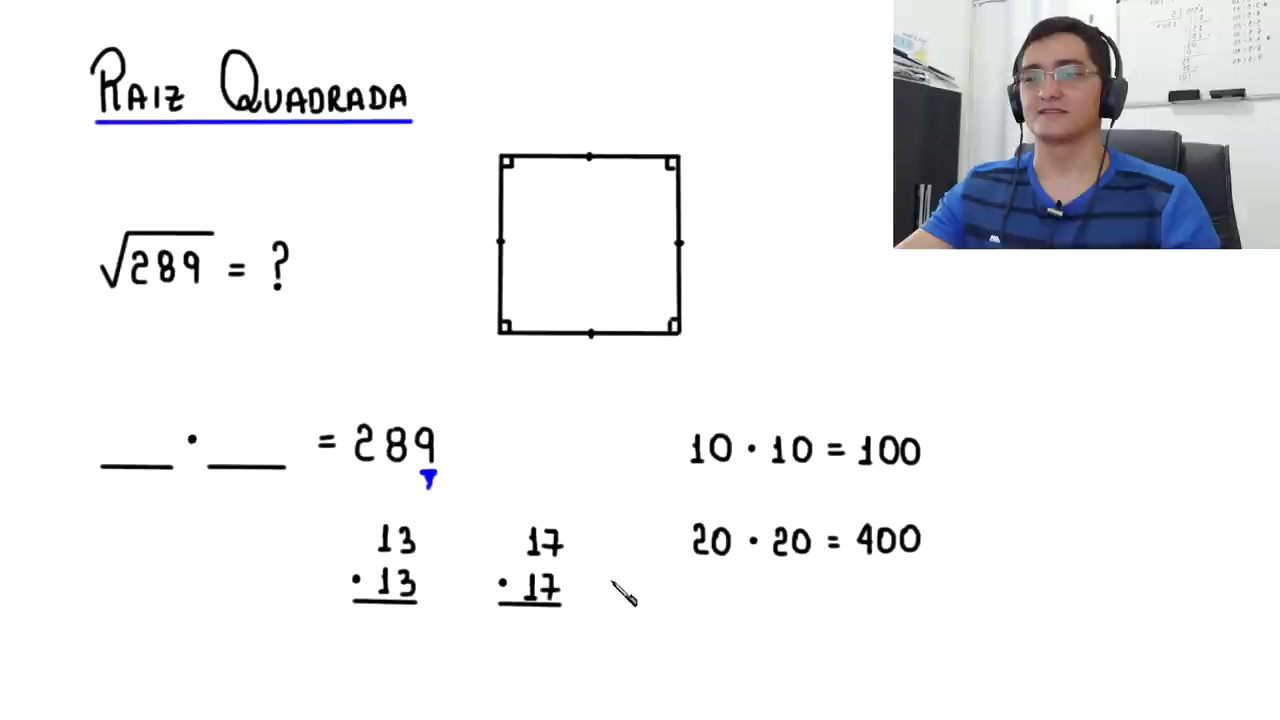 RAIZ QUADRADA
√289 = ?
___ · ___ = 289
10 · 10 = 100
20 · 20 = 400
13
· 13
17
· 17